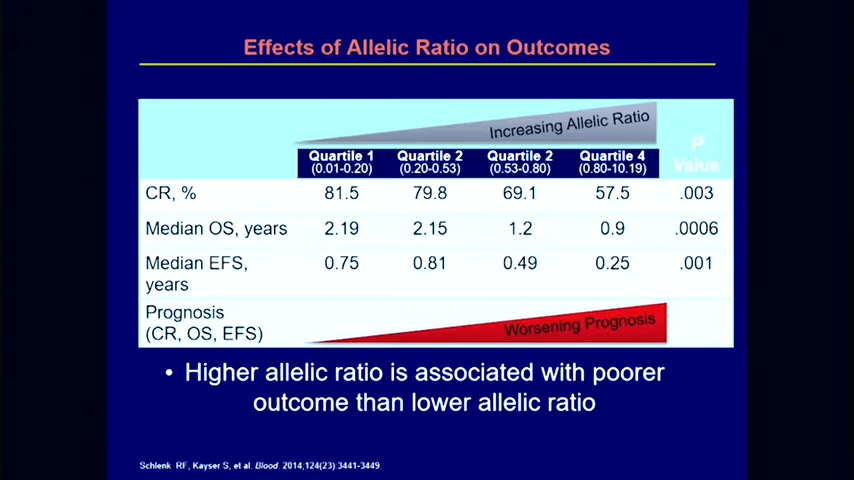 Effects of Allelic Ratio on Outcomes
Increasing Allelic Ratio
P
Value
Quartile 1 Quartile 2 Quartile 2 Quartile 4
(0.01-0.20) (0.20-0.53) (0.53-0.80) (0.80-10.19)
CR, % 81.5 79.8 69.1 57.5 .003
Median OS, years 2.19 2.15 1.2 0.9 .0006
Median EFS, 0.75 0.81 0.49 0.25 .001
years
Prognosis
(CR, OS, EFS)
Worsening Prognosis
• Higher allelic ratio is associated with poorer
outcome than lower allelic ratio
Schlenk RF, Kayser S, et al. Blood. 2014;124(23):3441-3449.